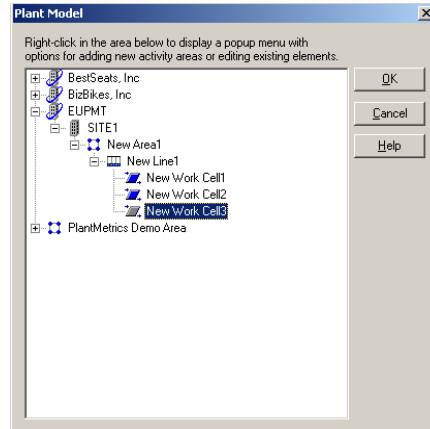 Plant Model
Right-click in the area below to display a popup menu with
options for adding new activity areas or editing existing elements.
BestSeats, Inc
BizBikes, Inc
EUPMT
SITE1
New Area1
New Line1
New Work Cell1
New Work Cell2
New Work Cell3
PlantMetrics Demo Area
OK
Cancel
Help